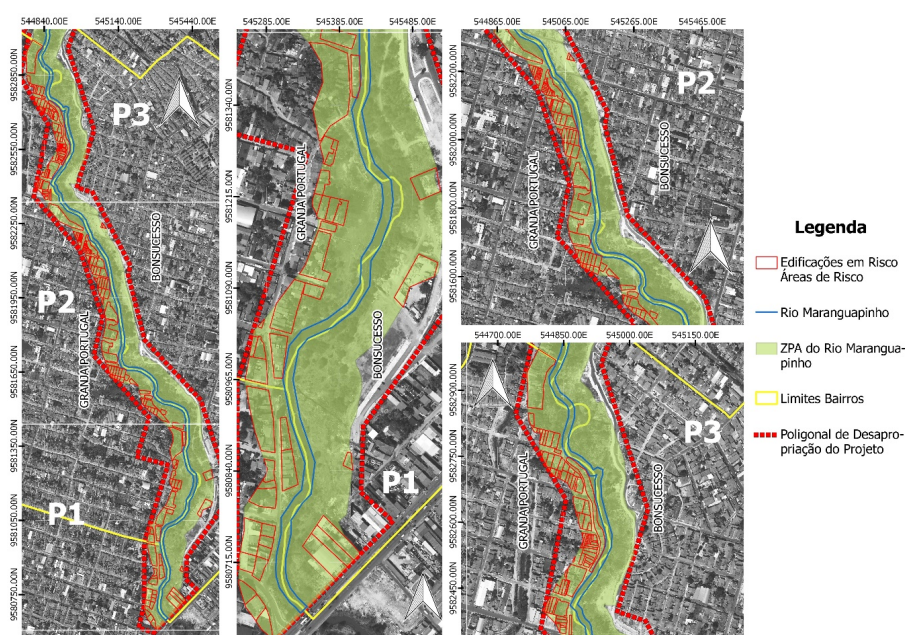 544840.00E 545140.00E 545440.00E
9582850.00N
9582550.00N
9582250.00N
9581950.00N
9581650.00N
9581350.00N
9581050.00N
9580750.00N
P3
P2
P1
BONSUCESSO
GRANJA PORTUGAL
545285.00E 545385.00E 545485.00E
9581340.00N
9581215.00N
9581090.00N
9580965.00N
9580840.00N
9580715.00N
GRANJA PORTUGAL
BONSUCESSO
P1
544865.00E 545065.00E 545265.00E 545465.00E
9582200.00N
9582000.00N
9581800.00N
9581600.00N
P2
GRANJA PORTUGAL
BONSUCESSO
544700.00E 544850.00E 545000.00E 545150.00E
9582900.00N
9582750.00N
9582600.00N
9582450.00N
P3
GRANJA PORTUGAL
BONSUCESSO
Legenda
Edificações em Risco
Áreas de Risco
Rio Maranguapinho
ZPA do Rio Marangua-
pinho
Limites Bairros
Poligonal de Desapro-
priação do Projeto